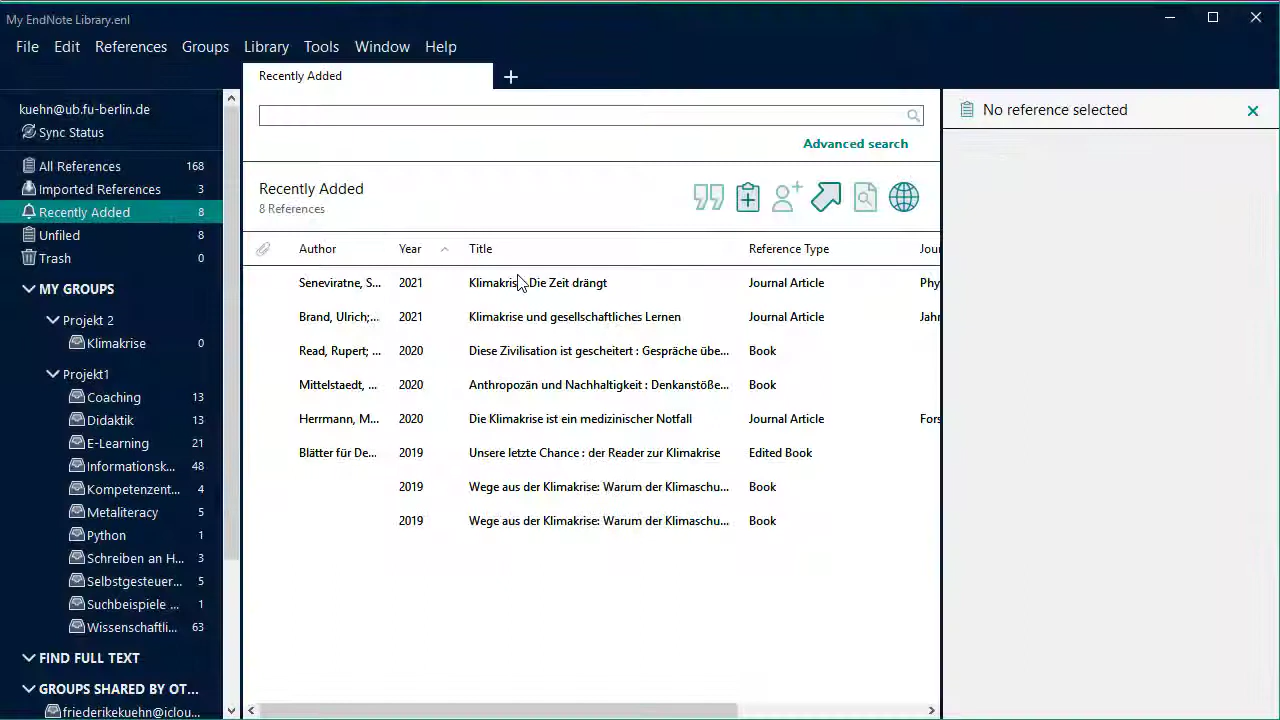 My EndNote Library.enl
File Edit References Groups Library Tools Window Help
Recently Added
kuehn@ub.fu-berlin.de
Sync Status
All References 168
Imported References 3
Recently Added 8
Unfiled 8
Trash 0
MY GROUPS
Projekt 2
Klimakrise 0
Projekt1
Coaching 13
Didaktik 13
E-Learning 21
Informationsk... 48
Kompetenzent... 4
Metaliteracy 5
Python 1
Schreiben an H... 3
Selbstgesteuer... 5
Suchbeispiele ... 1
Wissenschaftli... 63
FIND FULL TEXT
GROUPS SHARED BY OT...
friederikekuehn@iclou...
Advanced search
Recently Added
8 References
Author Year Title Reference Type Jou
Seneviratne, S... 2021 Klimakrise Die Zeit drängt Journal Article Phy
Brand, Ulrich;... 2021 Klimakrise und gesellschaftliches Lernen Journal Article Jahr
Read, Rupert; ... 2020 Diese Zivilisation ist gescheitert : Gespräche übe... Book
Mittelstaedt, ... 2020 Anthropozän und Nachhaltigkeit : Denkanstöße... Book
Herrmann, M... 2020 Die Klimakrise ist ein medizinischer Notfall Journal Article Fors
Blätter für De... 2019 Unsere letzte Chance : der Reader zur Klimakrise Edited Book
2019 Wege aus der Klimakrise: Warum der Klimaschu... Book
2019 Wege aus der Klimakrise: Warum der Klimaschu... Book
No reference selected